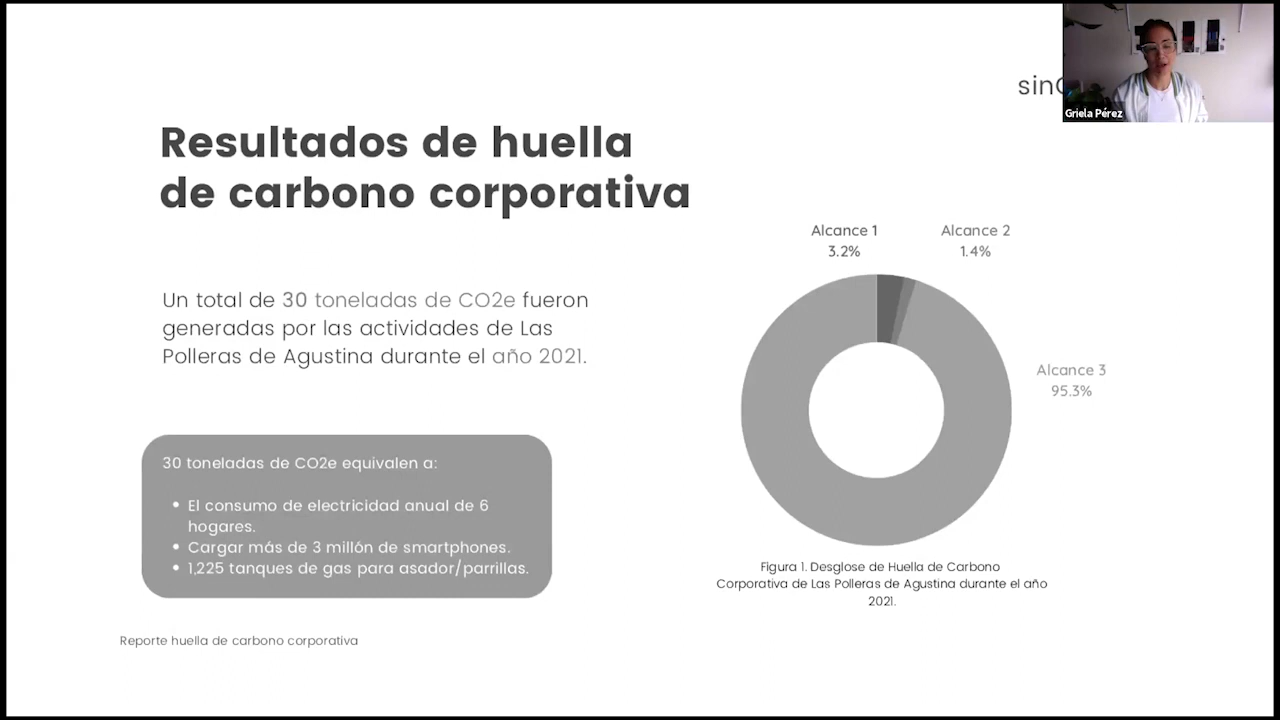 Griela Pérez
Resultados de huella
de carbono corporativa
Un total de 30 toneladas de CO2e fueron
generadas por las actividades de Las
Polleras de Agustina durante el año 2021.
30 toneladas de CO2e equivalen a:
• El consumo de electricidad anual de 6
hogares.
• Cargar más de 3 millón de smartphones.
• 1,225 tanques de gas para asador/parrillas.
Alcance 1
3.2%
Alcance 2
1.4%
Alcance 3
95.3%
Figura 1. Desglose de Huella de Carbono
Corporativa de Las Polleras de Agustina durante el año
2021.
Reporte huella de carbono corporativa